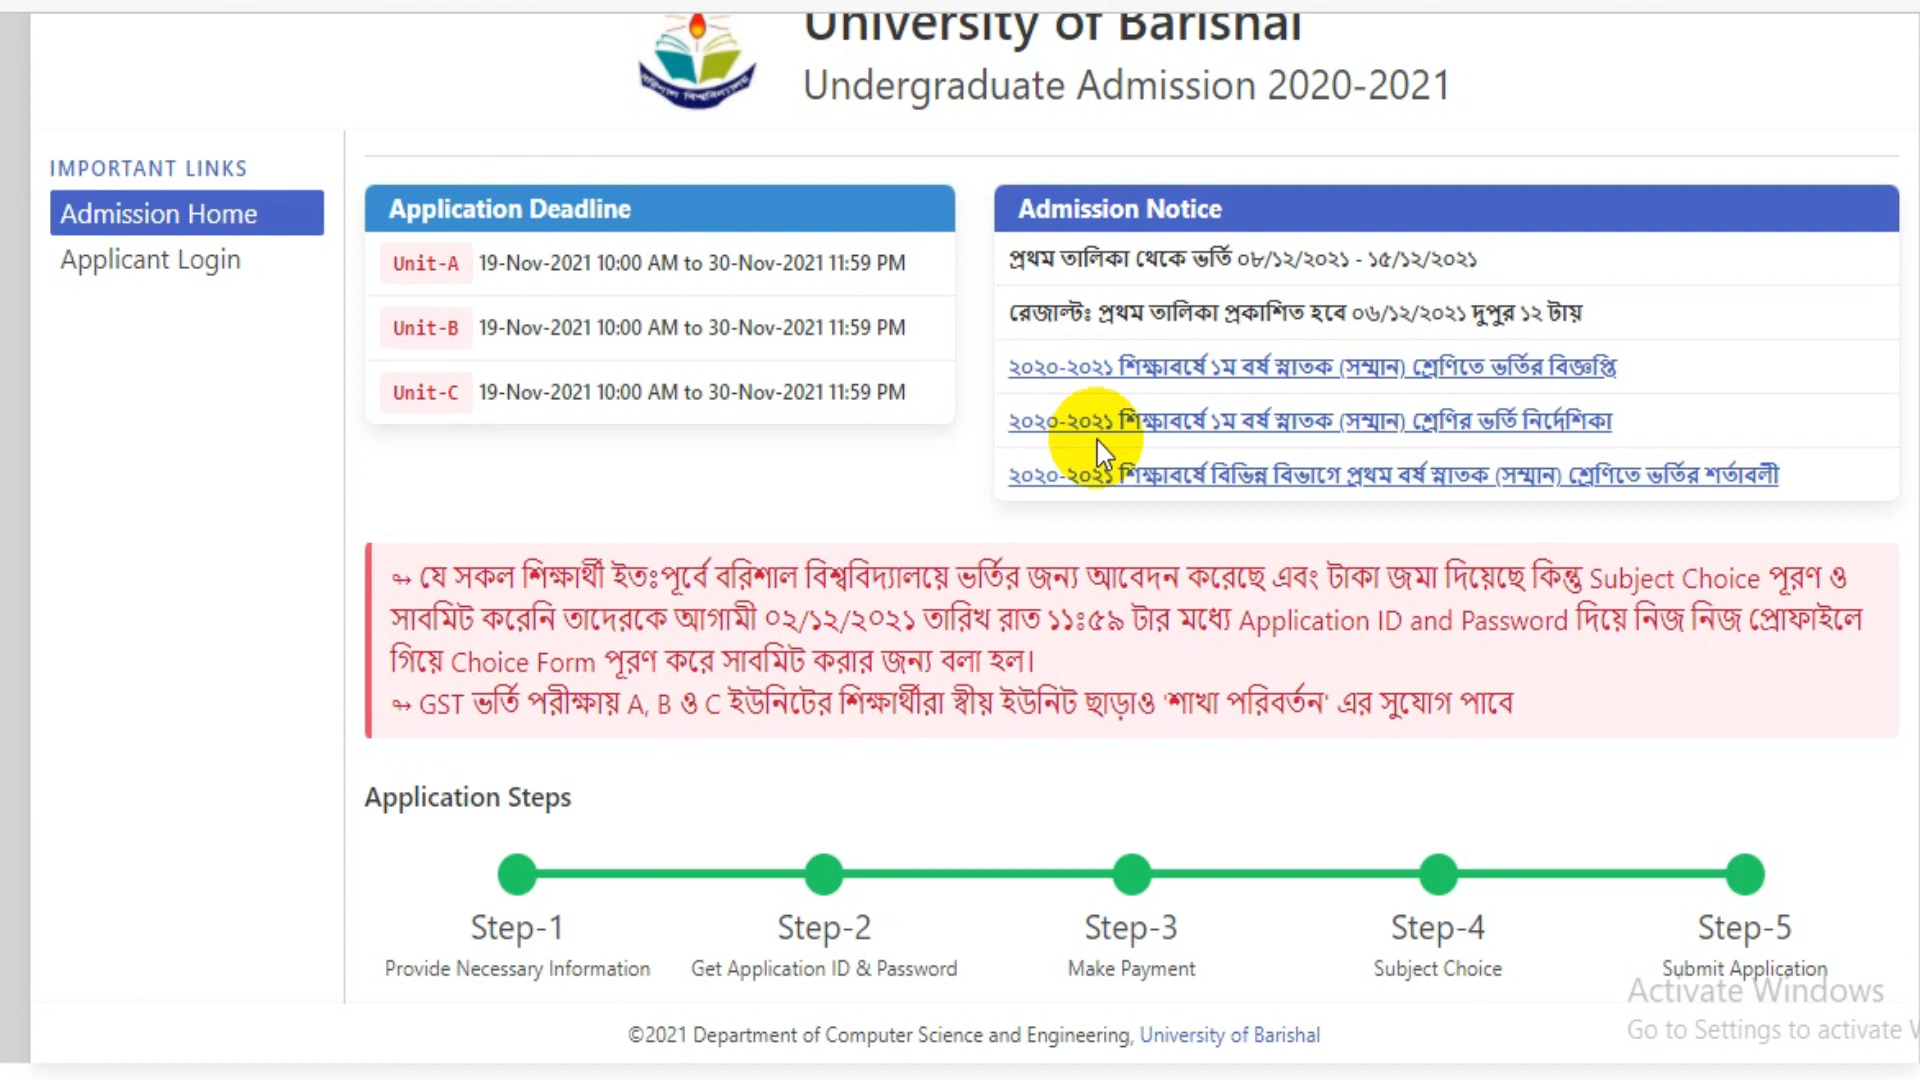 University of Barishal
Undergraduate Admission 2020-2021
বরিশাল বিশ্ববিদ্যালয়
IMPORTANT LINKS
Admission Home
Applicant Login
Application Deadline
Unit-A 19-Nov-2021 10:00 AM to 30-Nov-2021 11:59 PM
Unit-B 19-Nov-2021 10:00 AM to 30-Nov-2021 11:59 PM
Unit-C 19-Nov-2021 10:00 AM to 30-Nov-2021 11:59 PM
Admission Notice
প্রথম তালিকা থেকে ভর্তি ০৮/১২/২০২১ - ১৫/১২/২০২১
রেজাল্টঃ প্রথম তালিকা প্রকাশিত হবে ০৬/১২/২০২১ দুপুর ১২ টায়
২০২০-২০২১ শিক্ষাবর্ষে ১ম বর্ষ স্নাতক (সম্মান) শ্রেণিতে ভর্তির বিজ্ঞপ্তি
২০২০-২০২১ শিক্ষাবর্ষে ১ম বর্ষ স্নাতক (সম্মান) শ্রেণির ভর্তি নির্দেশিকা
২০২০-২০২১ শিক্ষাবর্ষে বিভিন্ন বিভাগে প্রথম বর্ষ স্নাতক (সম্মান) শ্রেণিতে ভর্তির শর্তাবলী
↬ যে সকল শিক্ষার্থী ইতঃপূর্বে বরিশাল বিশ্ববিদ্যালয়ে ভর্তির জন্য আবেদন করেছে এবং টাকা জমা দিয়েছে কিন্তু Subject Choice পূরণ ও
সাবমিট করেনি তাদেরকে আগামী ০২/১২/২০২১ তারিখ রাত ১১ঃ৫৯ টার মধ্যে Application ID and Password দিয়ে নিজ নিজ প্রোফাইলে
গিয়ে Choice Form পূরণ করে সাবমিট করার জন্য বলা হল।
↬ GST ভর্তি পরীক্ষায় A, B ও C ইউনিটের শিক্ষার্থীরা স্বীয় ইউনিট ছাড়াও 'শাখা পরিবর্তন' এর সুযোগ পাবে
Application Steps
Step-1
Provide Necessary Information
Step-2
Get Application ID & Password
Step-3
Make Payment
Step-4
Subject Choice
Step-5
Submit Application
Activate Windows
Go to Settings to activate W
©2021 Department of Computer Science and Engineering, University of Barishal